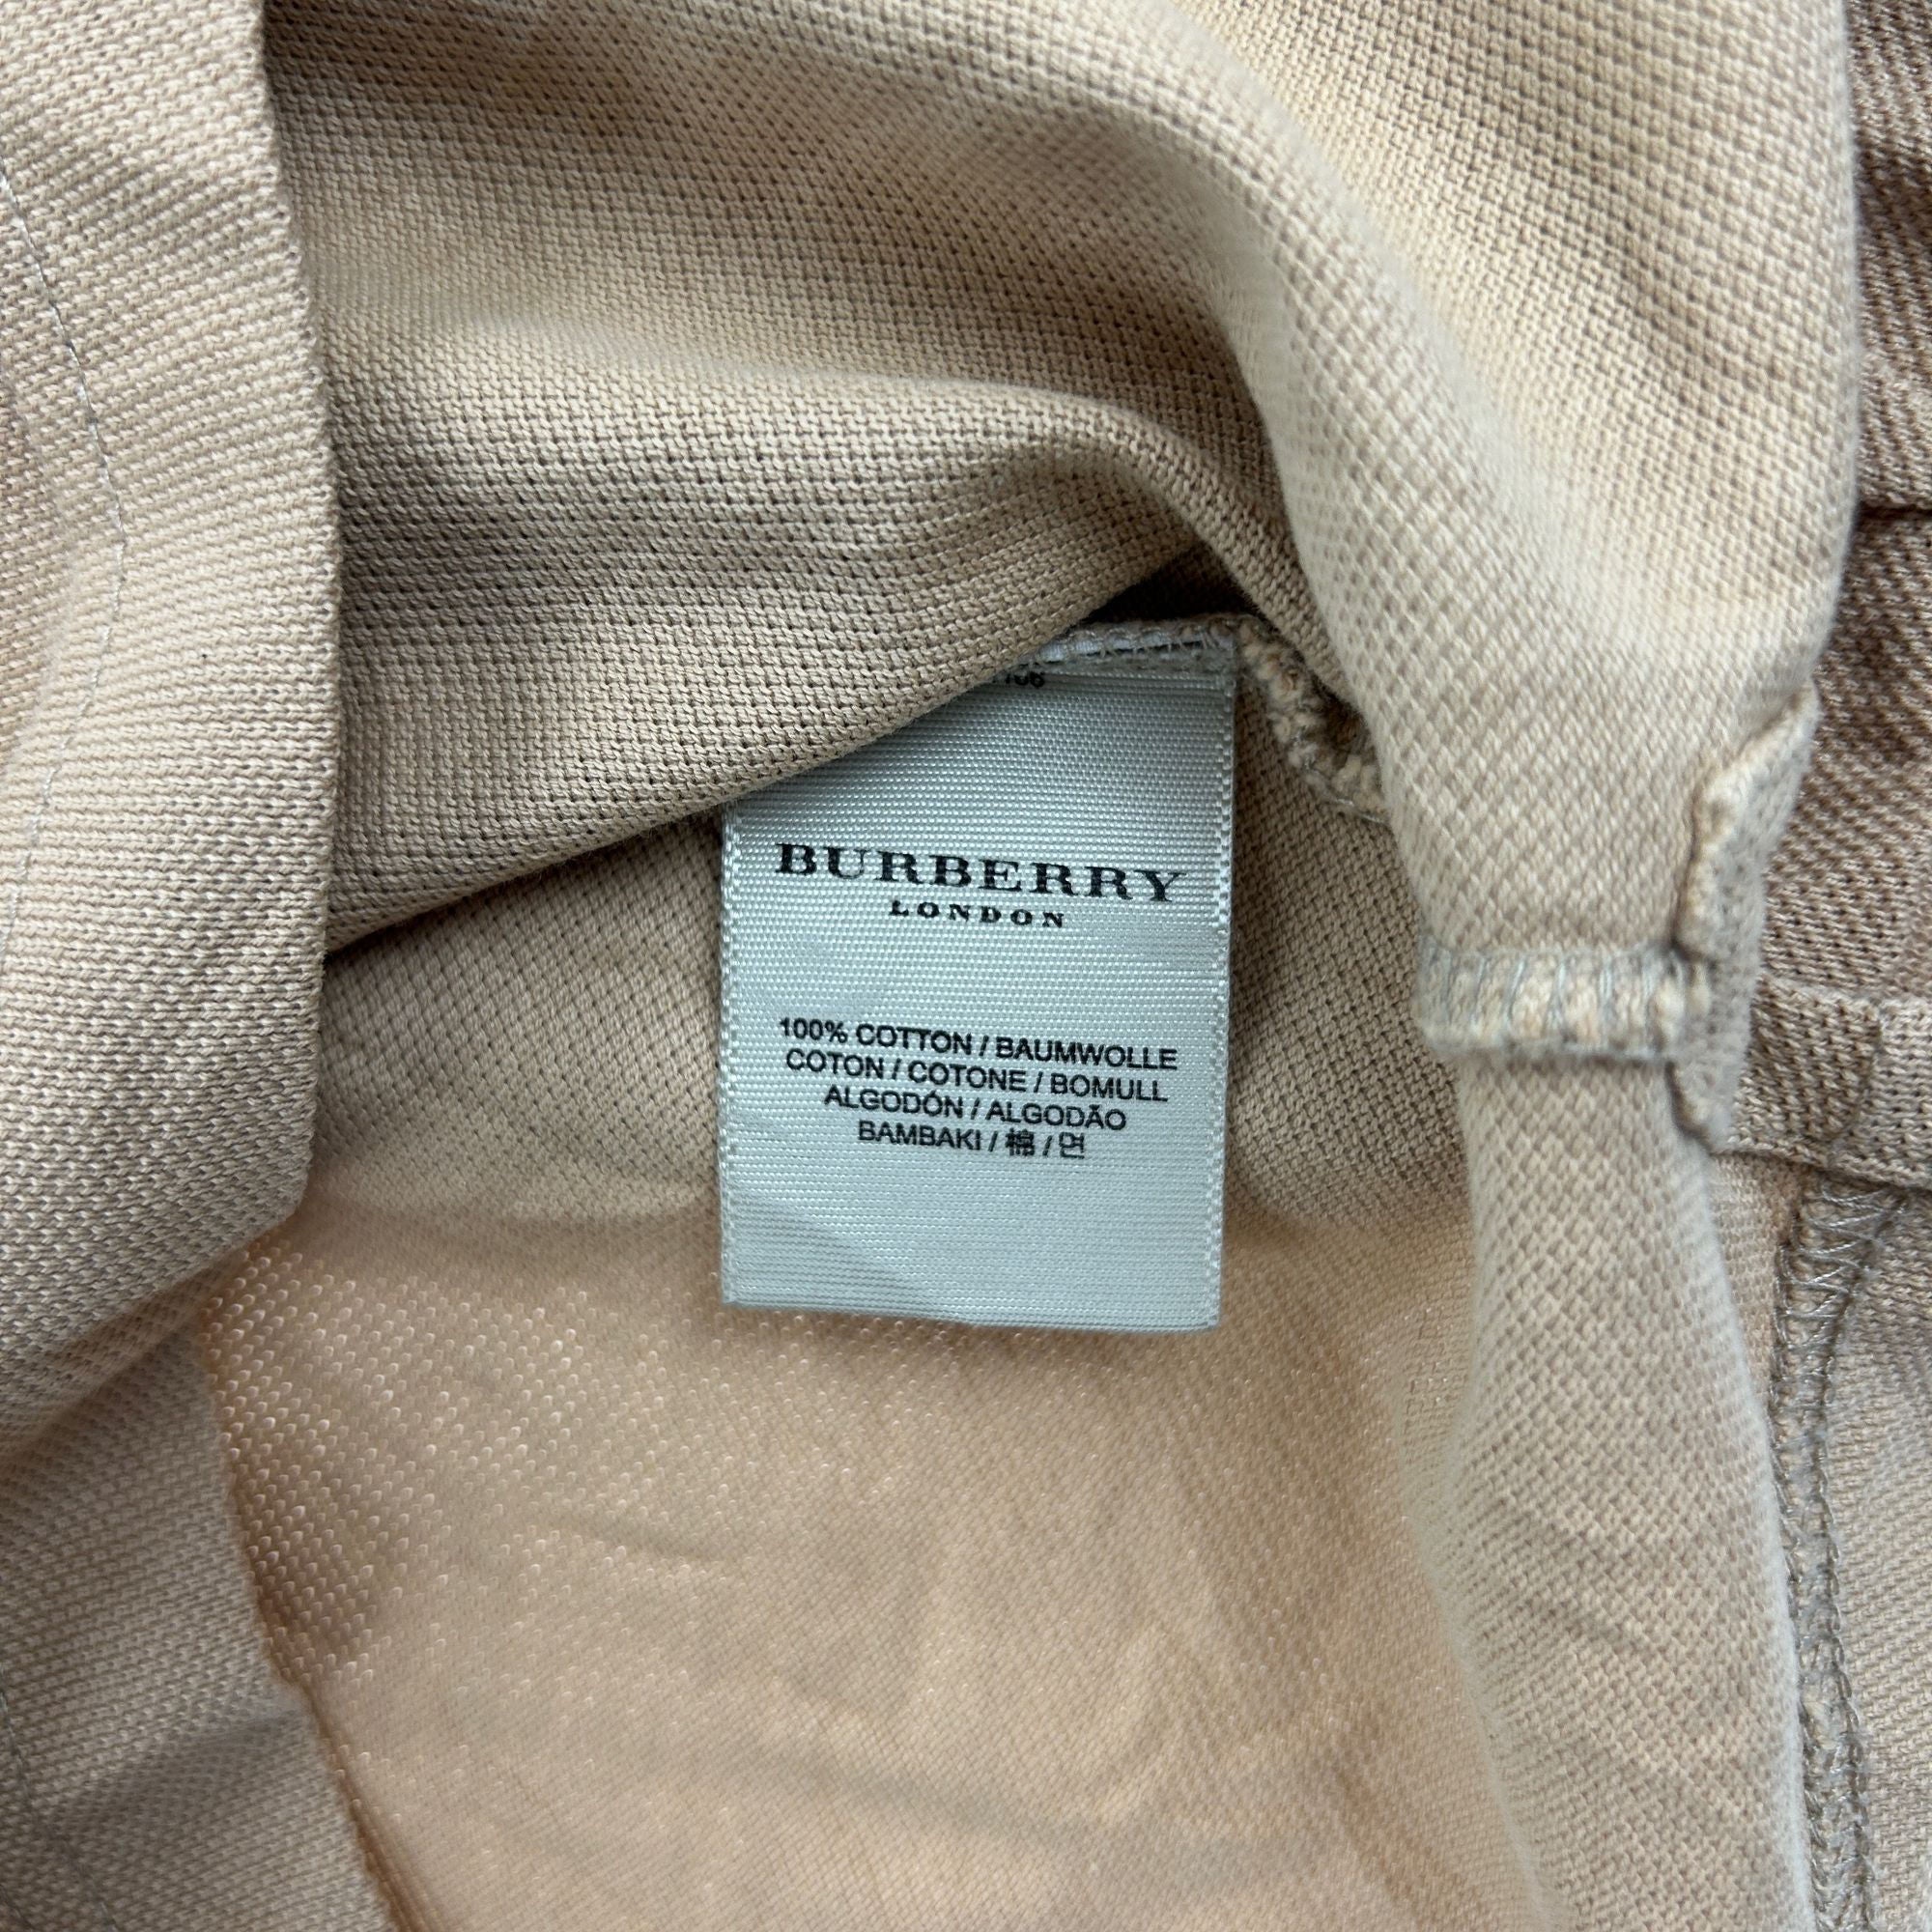 BURBERRY
LONDON
100% COTTON / BAUMWOLLE
COTON / COTONE / BOMULL
ALGODÓN / ALGODÃO
BAMBAKI / 棉 / 면